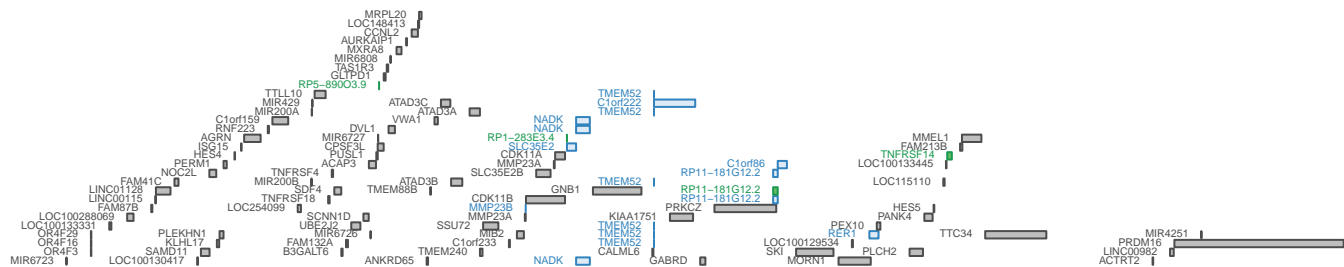 MRPL20
LOC148413
CCNL2
AURKAIP1
MXRA8
MIR6808
TAS1R3
GLTPD1
RP5−890O3.9
TTLL10 TMEM52
MIR429 ATAD3C C1orf222
MIR200A ATAD3A TMEM52
C1orf159 VWA1 NADK
RNF223 DVL1 NADK
AGRN MIR6727 RP1−283E3.4 MMEL1
ISG15 CPSF3L SLC35E2 FAM213B
HES4 PUSL1 CDK11A TNFRSF14
PERM1 ACAP3 MMP23A C1orf86 LOC100133445
NOC2L TNFRSF4 SLC35E2B RP11−181G12.2
FAM41C MIR200B ATAD3B TMEM52 LOC115110
LINC01128 SDF4 TMEM88B GNB1 RP11−181G12.2
LINC00115 TNFRSF18 CDK11B RP11−181G12.2
FAM87B LOC254099 MMP23B PRKCZ HES5
LOC100288069 SCNN1D MMP23A KIAA1751 PANK4
LOC100133331 UBE2J2 SSU72 TMEM52 PEX10
OR4F29 PLEKHN1 MIR6726 MIB2 TMEM52 RER1 TTC34 MIR4251
OR4F16 KLHL17 FAM132A C1orf233 TMEM52 LOC100129534 PRDM16
OR4F3 SAMD11 B3GALT6 TMEM240 CALML6 SKI PLCH2 LINC00982
MIR6723 LOC100130417 ANKRD65 NADK GABRD MORN1 ACTRT2